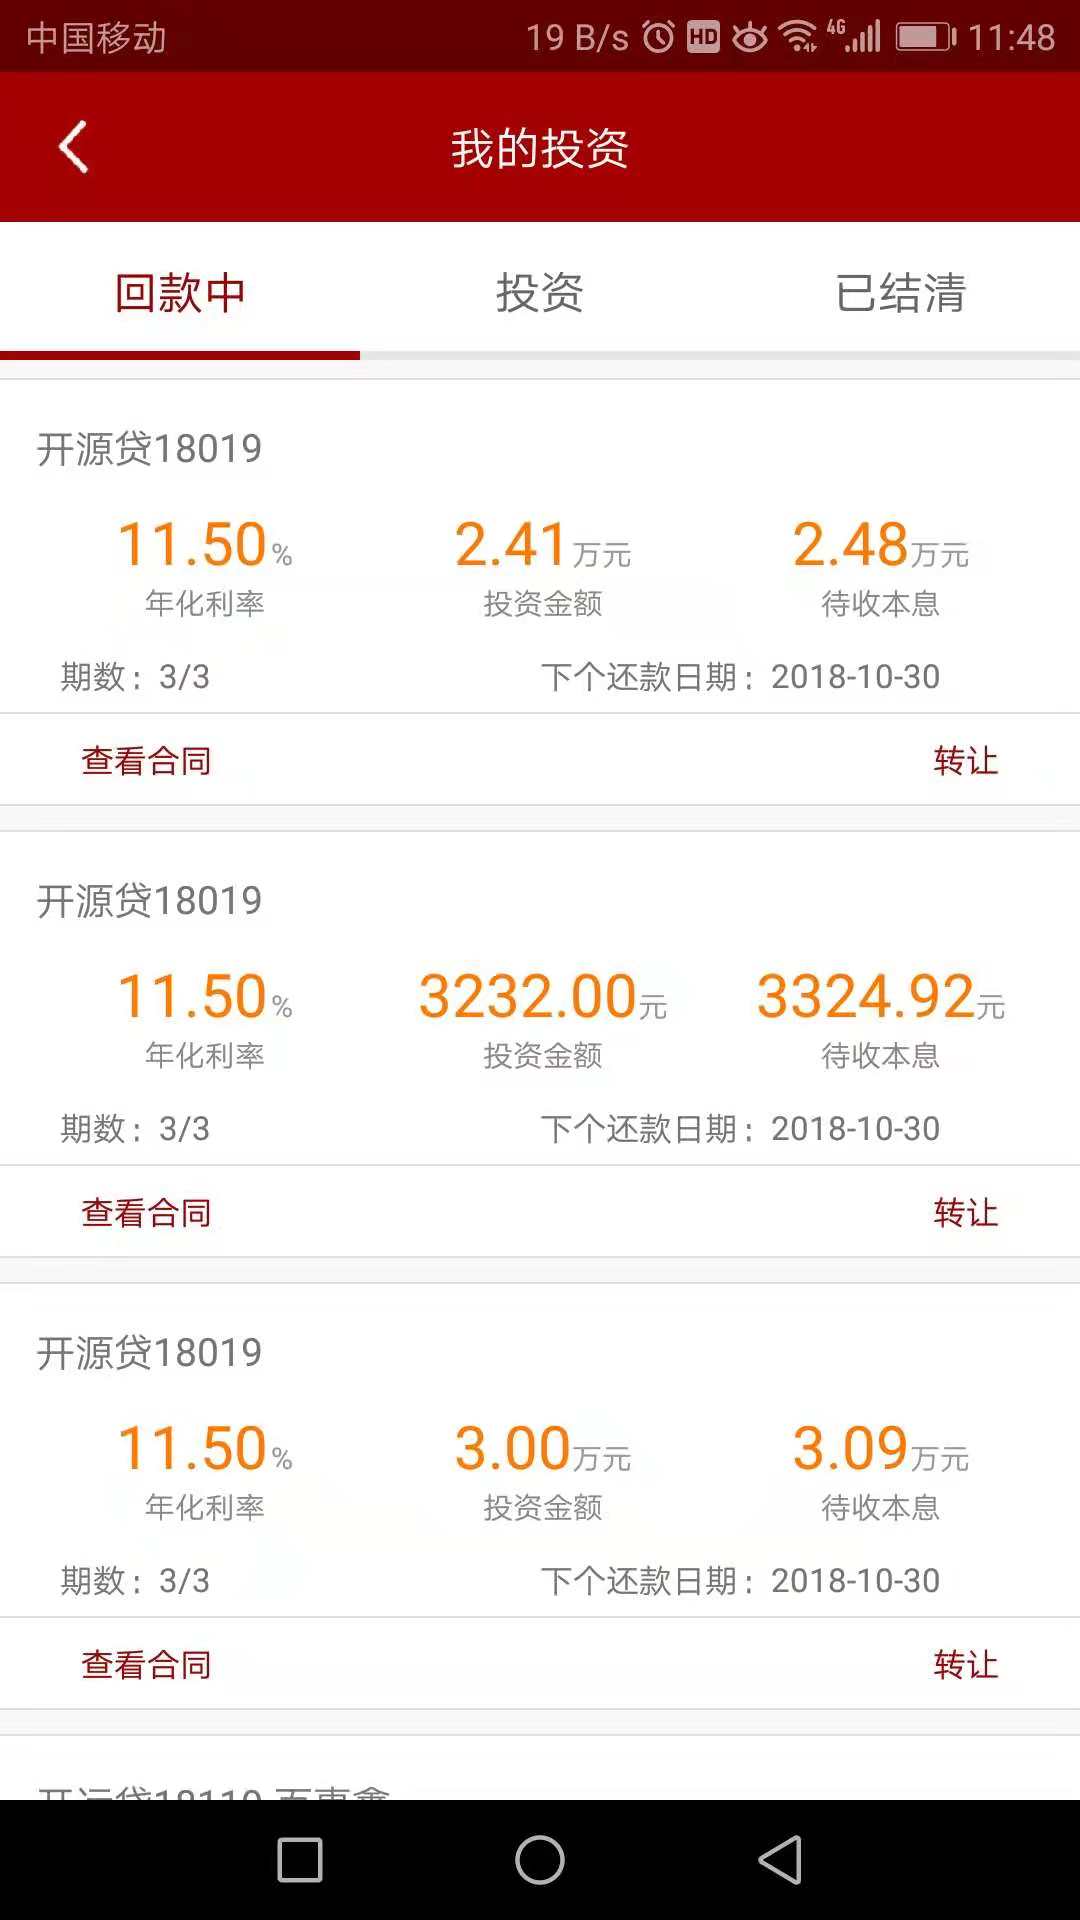 中国移动 19 B/s HD 4G 11:48
我的投资
回款中 投资 已结清
开源贷18019
11.50% 2.41万元 2.48万元
年化利率 投资金额 待收本息
期数：3/3 下个还款日期：2018-10-30
查看合同 转让
开源贷18019
11.50% 3232.00元 3324.92元
年化利率 投资金额 待收本息
期数：3/3 下个还款日期：2018-10-30
查看合同 转让
开源贷18019
11.50% 3.00万元 3.09万元
年化利率 投资金额 待收本息
期数：3/3 下个还款日期：2018-10-30
查看合同 转让